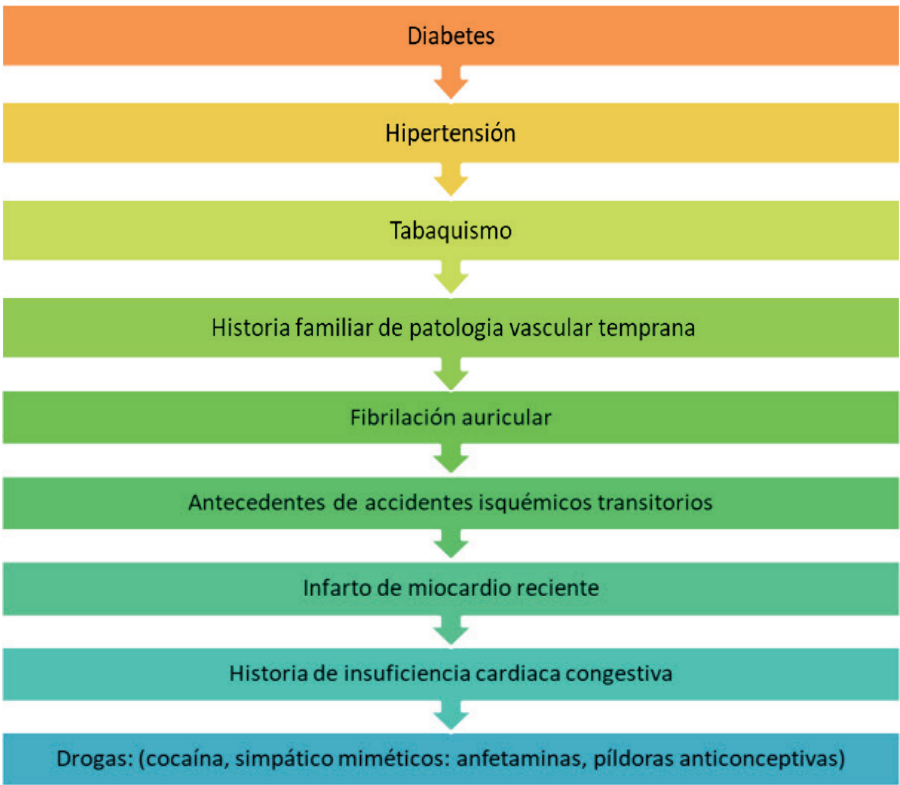 Diabetes
Hipertensión
Tabaquismo
Historia familiar de patologia vascular temprana
Fibrilación auricular
Antecedentes de accidentes isquémicos transitorios
Infarto de miocardio reciente
Historia de insuficiencia cardiaca congestiva
Drogas: (cocaína, simpático miméticos: anfetaminas, píldoras anticonceptivas)